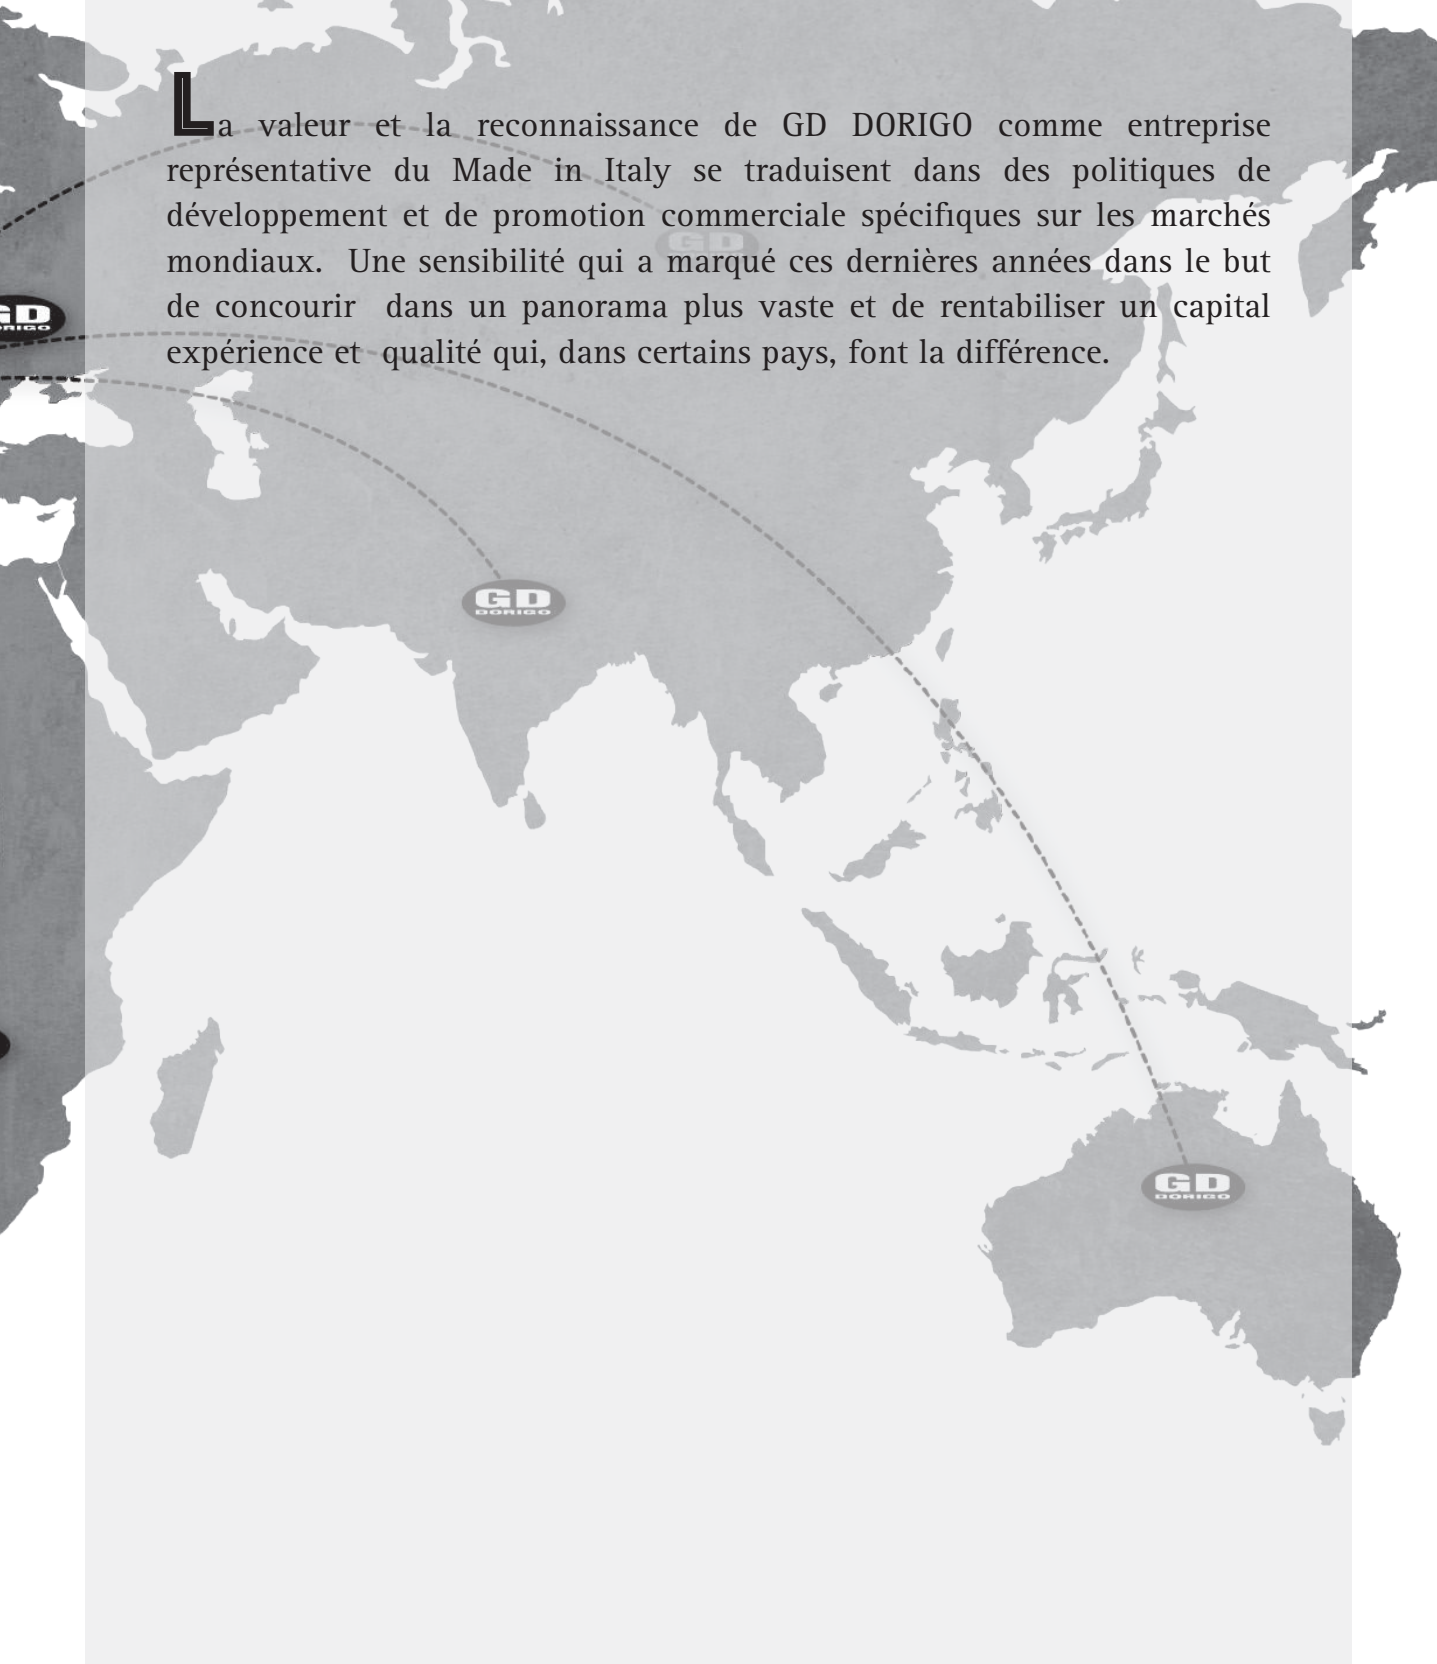 La valeur et la reconnaissance de GD DORIGO comme entreprise
représentative du Made in Italy se traduisent dans des politiques de
développement et de promotion commerciale spécifiques sur les marchés
mondiaux.  Une sensibilité qui a marqué ces dernières années dans le but
de concourir  dans un panorama plus vaste et de rentabiliser un capital
expérience et  qualité qui, dans certains pays, font la différence.
GD
GD
DORIGO
GD
DORIGO
GD
DORIGO